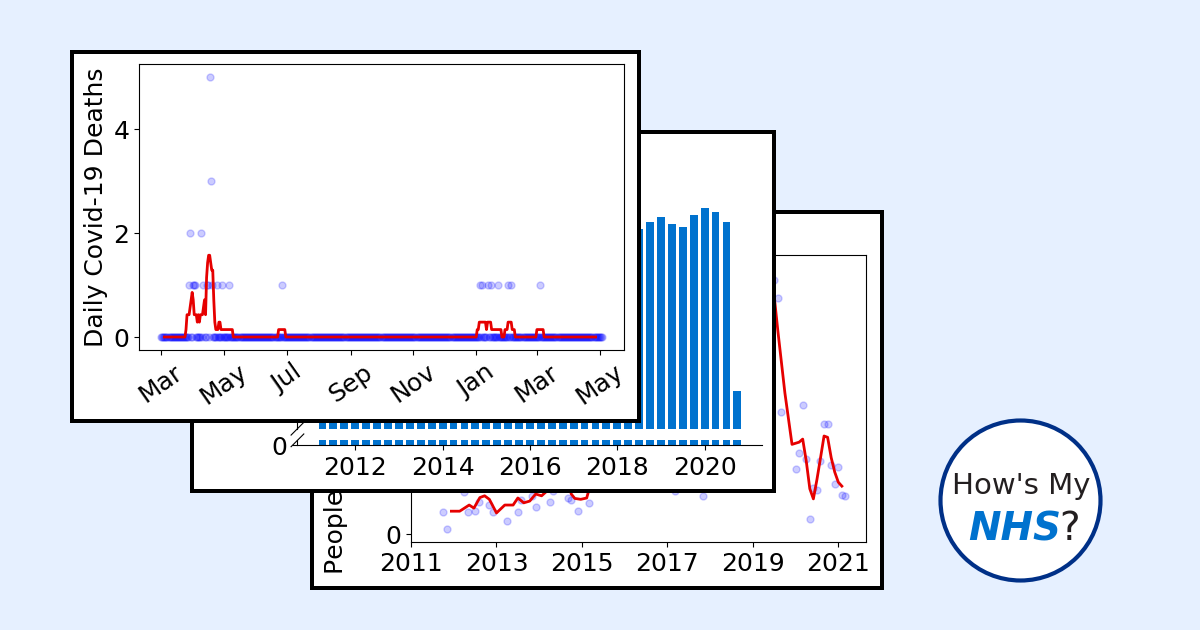 Daily Covid-19 Deaths
4
2
0
Mar May Jul Sep Nov Jan Mar May
0
2012 2014 2016 2018 2020
People
0
2011 2013 2015 2017 2019 2021
How's My
NHS?